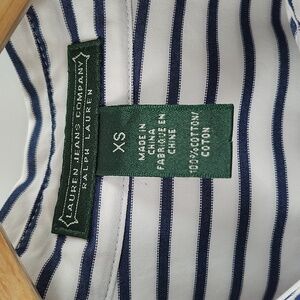 LAUREN JEANS COMPANY
RALPH LAUREN
XS
MADE IN
CHINA
FABRIQUE EN
CHINE
100% COTTON/
COTON